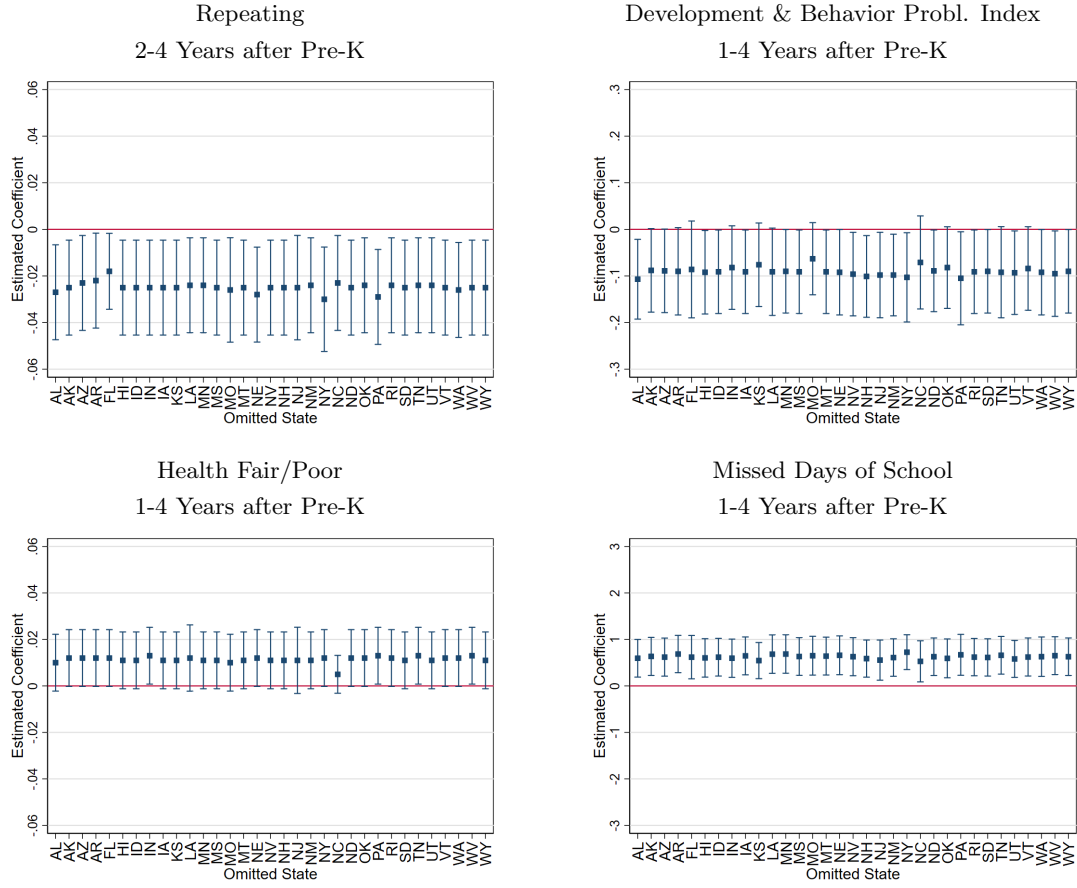 Repeating
2-4 Years after Pre-K
Estimated Coefficient
.06
.04
.02
0
-.02
-.04
-.06
AL AK AZ AR FL HI ID IN IA KS LA MN MS MO MT NE NV NH NJ NM NY NC ND OK PA RI SD TN UT VT WA WV WY
Omitted State
Development & Behavior Probl. Index
1-4 Years after Pre-K
Estimated Coefficient
.3
.2
.1
0
-.1
-.2
-.3
AL AK AZ AR FL HI ID IN IA KS LA MN MS MO MT NE NV NH NJ NM NY NC ND OK PA RI SD TN UT VT WA WV WY
Omitted State
Health Fair/Poor
1-4 Years after Pre-K
Estimated Coefficient
.06
.04
.02
0
-.02
-.04
-.06
AL AK AZ AR FL HI ID IN IA KS LA MN MS MO MT NE NV NH NJ NM NY NC ND OK PA RI SD TN UT VT WA WV WY
Omitted State
Missed Days of School
1-4 Years after Pre-K
Estimated Coefficient
3
2
1
0
-1
-2
-3
AL AK AZ AR FL HI ID IN IA KS LA MN MS MO MT NE NV NH NJ NM NY NC ND OK PA RI SD TN UT VT WA WV WY
Omitted State